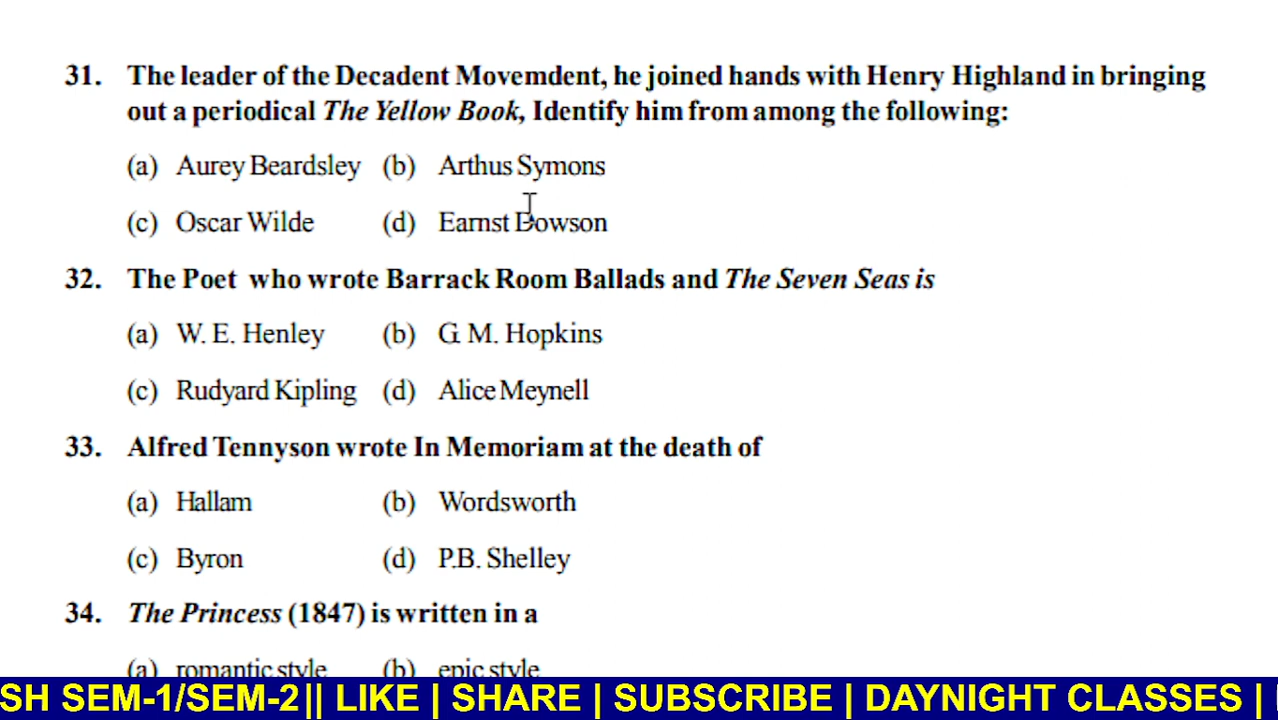 31. The leader of the Decadent Movemdent, he joined hands with Henry Highland in bringing
out a periodical The Yellow Book, Identify him from among the following:
(a) Aurey Beardsley (b) Arthus Symons
(c) Oscar Wilde (d) Earnst Dowson
32. The Poet who wrote Barrack Room Ballads and The Seven Seas is
(a) W. E. Henley (b) G. M. Hopkins
(c) Rudyard Kipling (d) Alice Meynell
33. Alfred Tennyson wrote In Memoriam at the death of
(a) Hallam (b) Wordsworth
(c) Byron (d) P.B. Shelley
34. The Princess (1847) is written in a
(a) romantic style (b) epic style
SH SEM-1/SEM-2|| LIKE | SHARE | SUBSCRIBE | DAYNIGHT CLASSES |